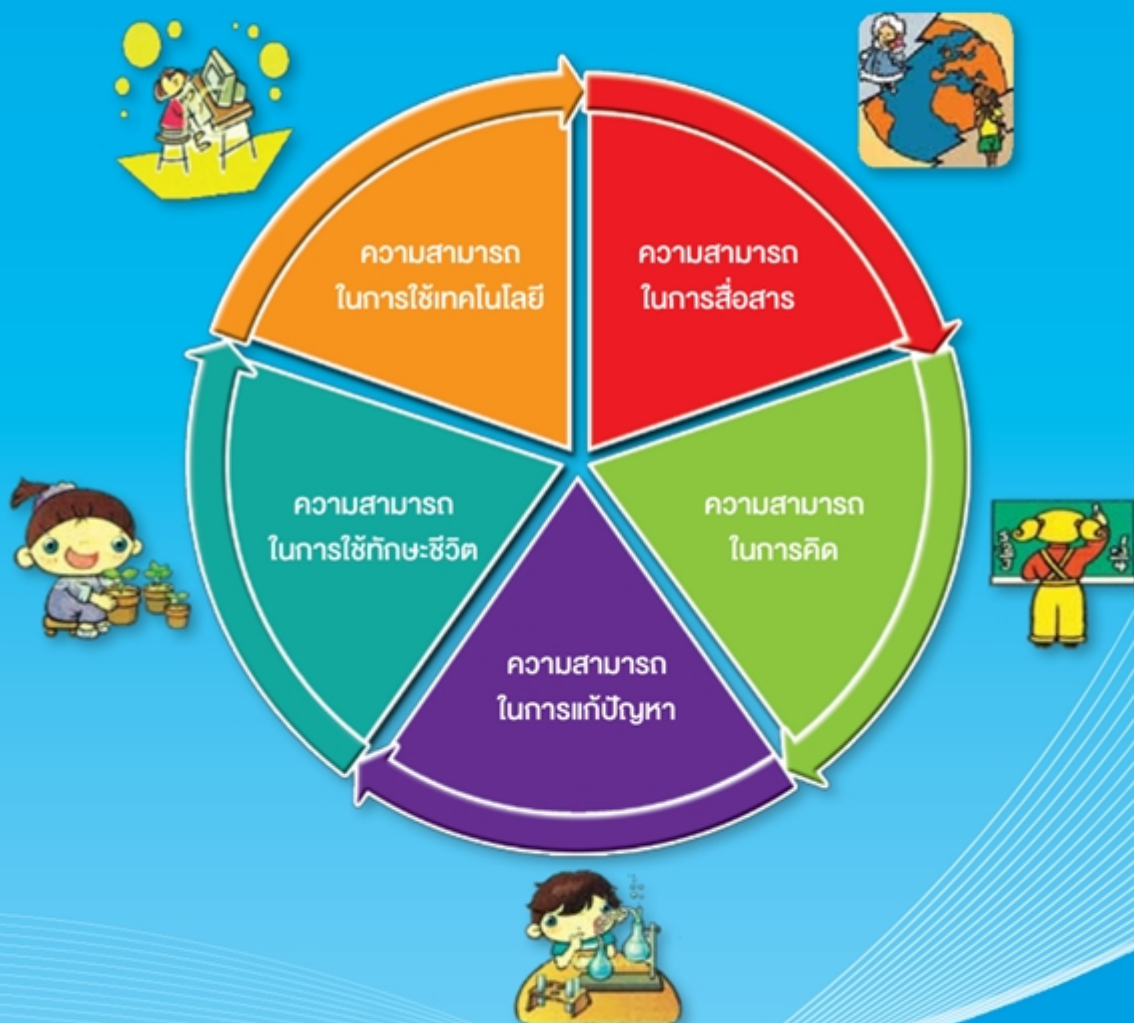 ความสามารถ
ในการใช้เทคโนโลยี
ความสามารถ
ในการสื่อสาร
ความสามารถ
ในการใช้ทักษะชีวิต
ความสามารถ
ในการคิด
ความสามารถ
ในการแก้ปัญหา